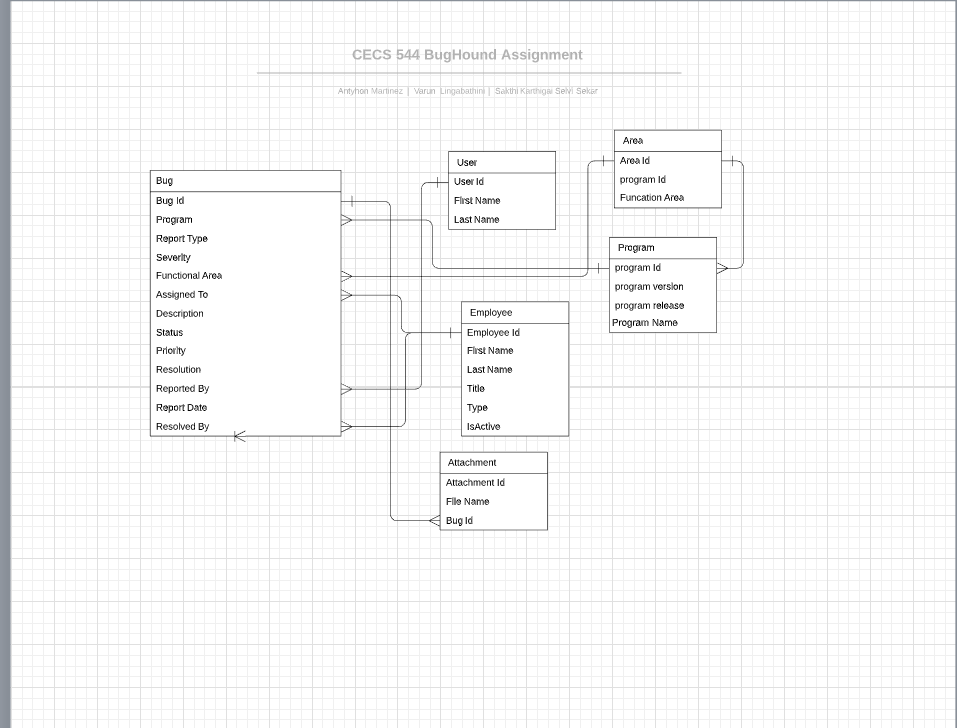 CECS 544 BugHound Assignment
Antyhon Martinez | Varun Lingabathini | Sakthi Karthigai Selvi Sekar
Bug
Bug Id
Program
Report Type
Severity
Functional Area
Assigned To
Description
Status
Priority
Resolution
Reported By
Report Date
Resolved By
User
User Id
First Name
Last Name
Area
Area Id
program Id
Funcation Area
Program
program Id
program version
program release
Program Name
Employee
Employee Id
First Name
Last Name
Title
Type
IsActive
Attachment
Attachment Id
File Name
Bug Id